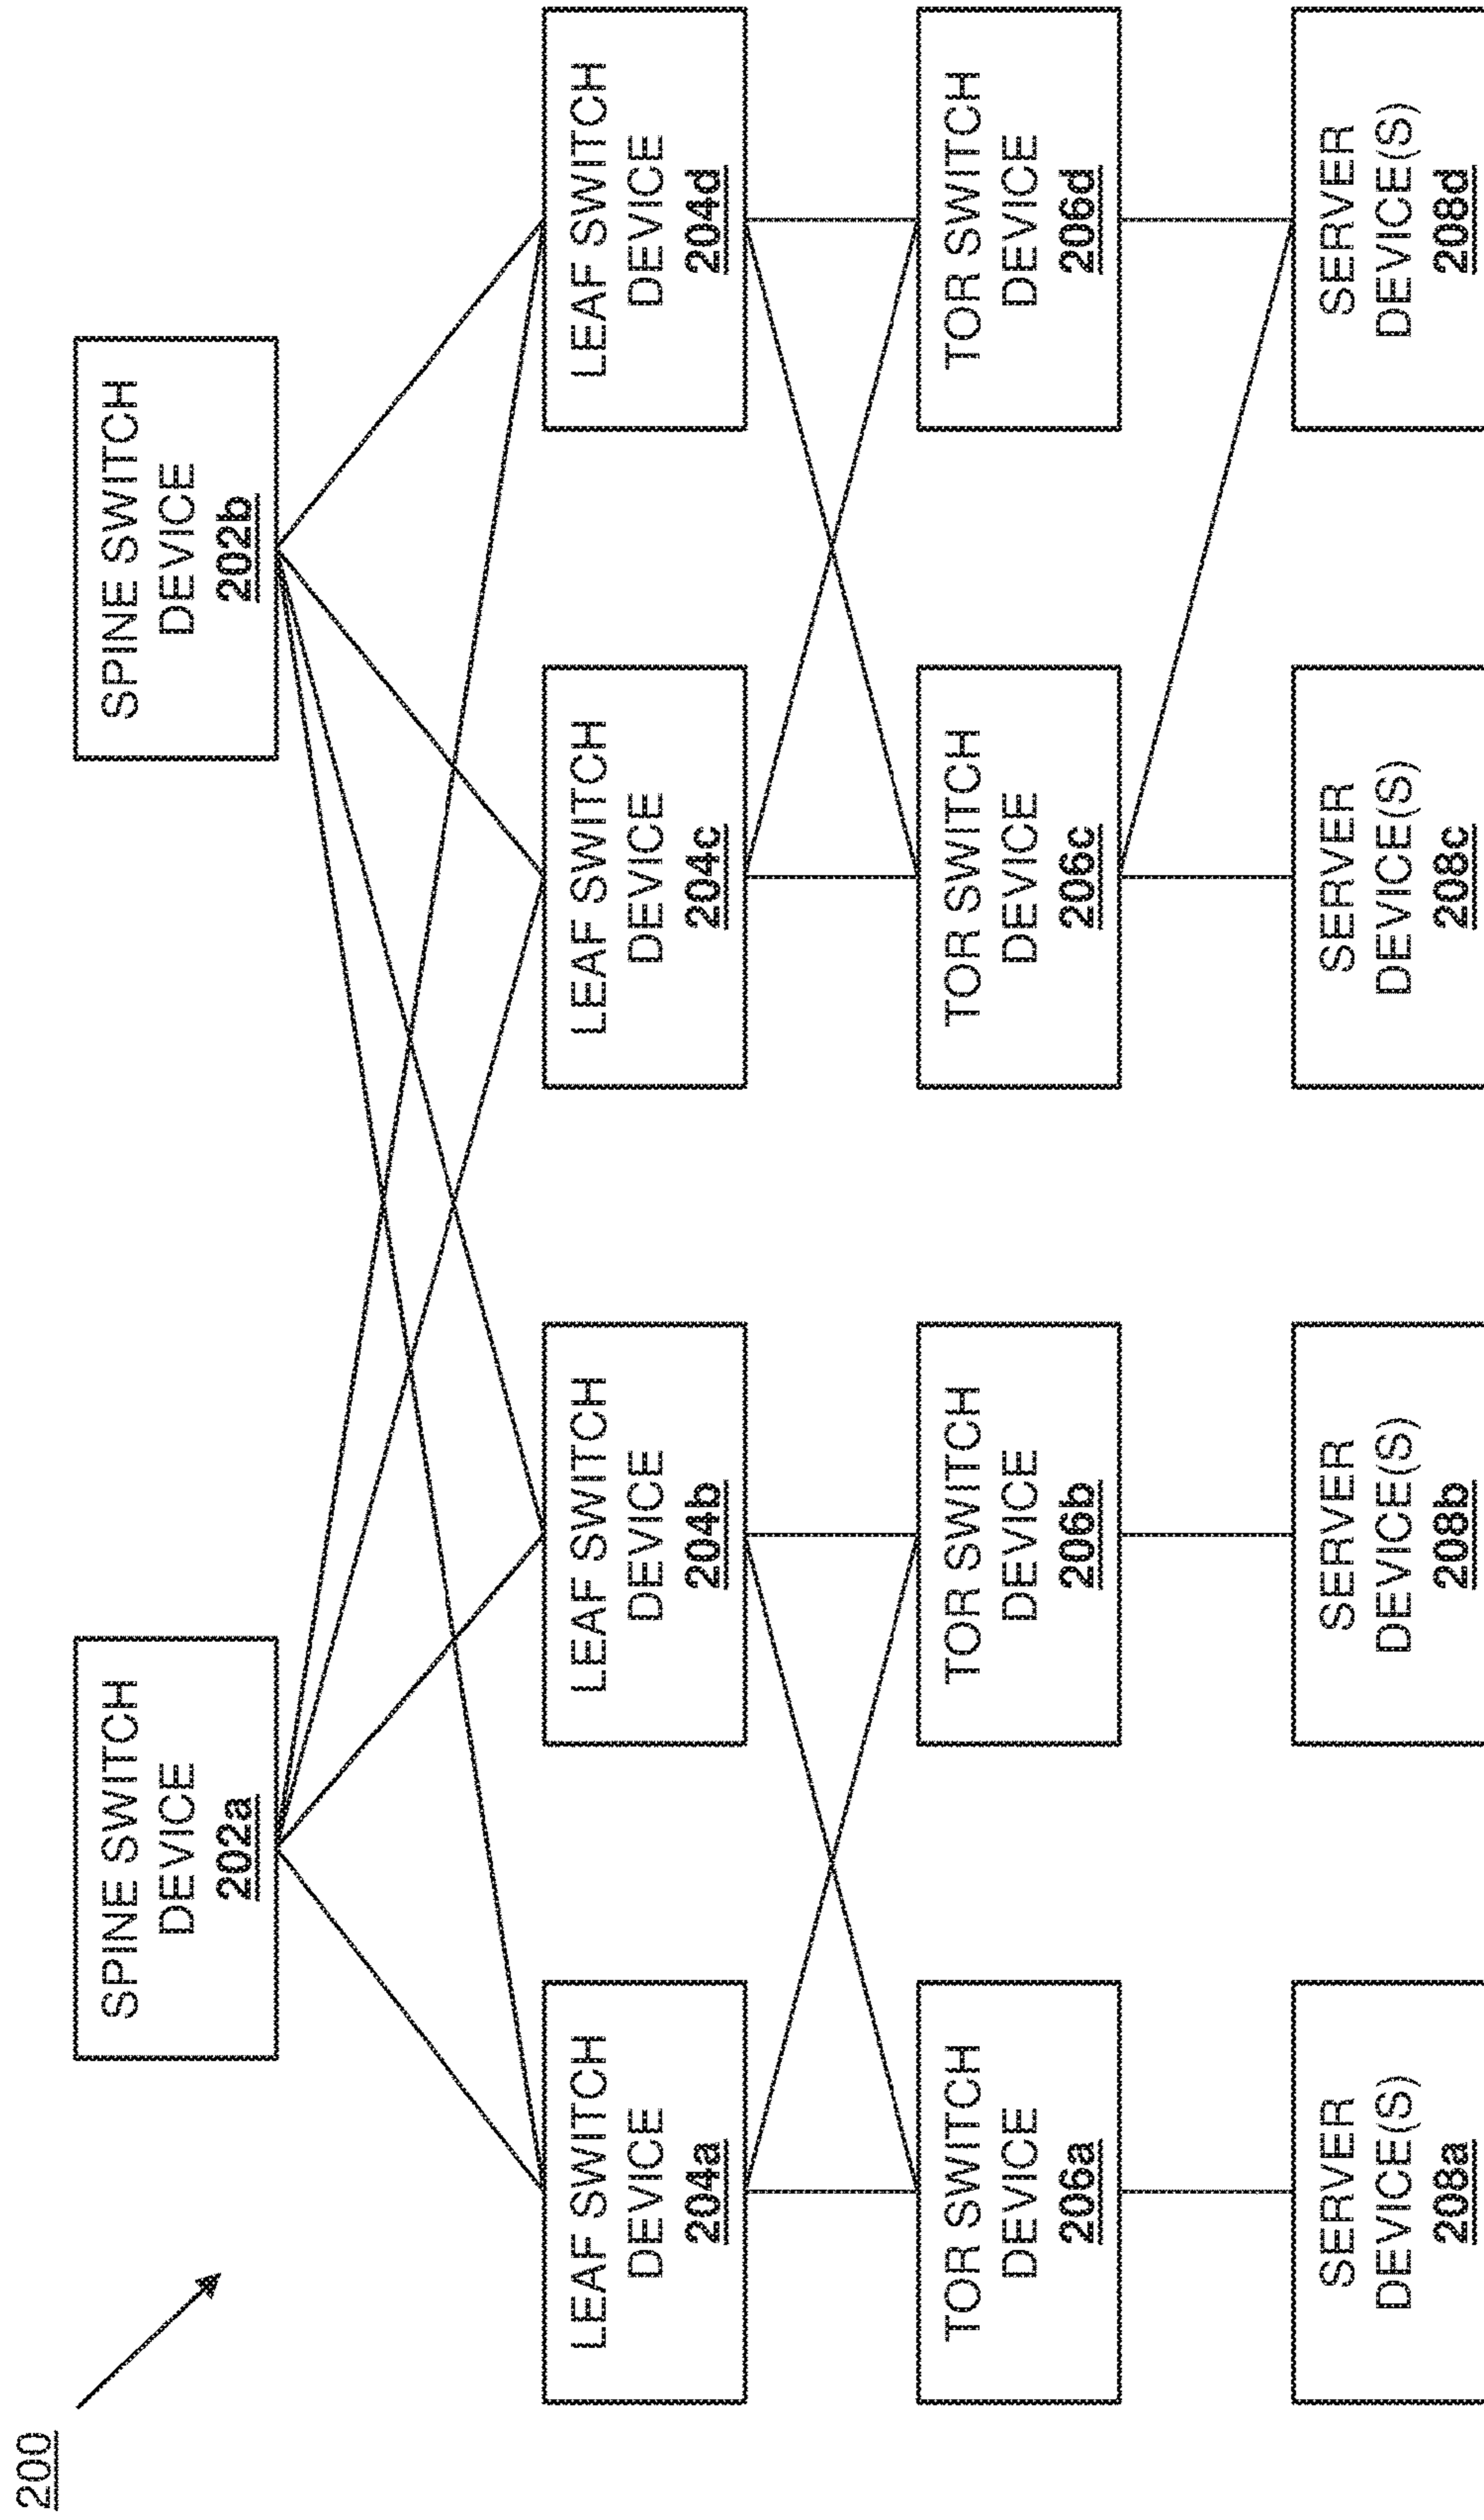 200
SPINE SWITCH
DEVICE
202a
SPINE SWITCH
DEVICE
202b
LEAF SWITCH
DEVICE
204a
LEAF SWITCH
DEVICE
204b
LEAF SWITCH
DEVICE
204c
LEAF SWITCH
DEVICE
204d
TOR SWITCH
DEVICE
206a
TOR SWITCH
DEVICE
206b
TOR SWITCH
DEVICE
206c
TOR SWITCH
DEVICE
206d
SERVER
DEVICE(S)
208a
SERVER
DEVICE(S)
208b
SERVER
DEVICE(S)
208c
SERVER
DEVICE(S)
208d